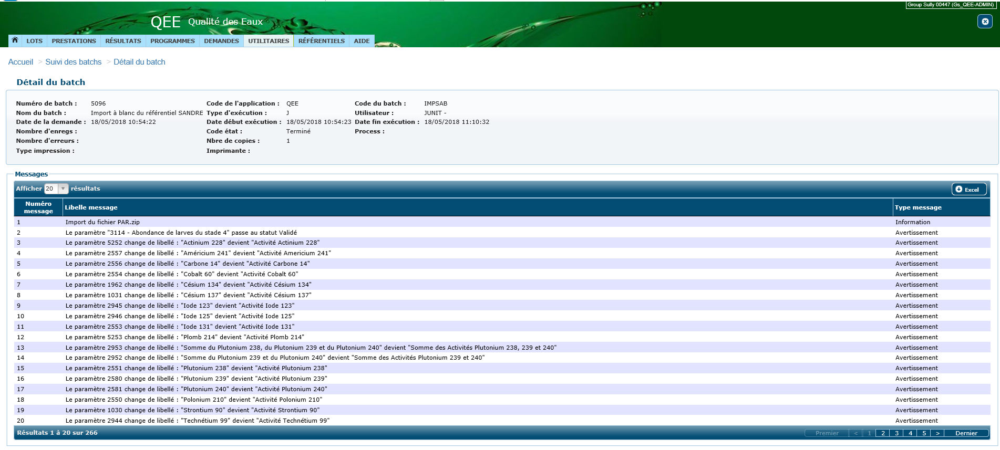 Group Sully 00447 (Gs_QEE-ADMIN)
QEE Qualité des Eaux
LOTS PRESTATIONS RÉSULTATS PROGRAMMES DEMANDES UTILITAIRES RÉFÉRENTIELS AIDE
Accueil > Suivi des batchs > Détail du batch
Détail du batch
Numéro de batch : 5096 Code de l'application : QEE Code du batch : IMPSAB
Nom du batch : Import à blanc du référentiel SANDRE Type d'exécution : J Utilisateur : JUNIT -
Date de la demande : 18/05/2018 10:54:22 Date début exécution : 18/05/2018 10:54:23 Date fin exécution : 18/05/2018 11:10:32
Nombre d'enregs : Code état : Terminé Process :
Nombre d'erreurs : Nbre de copies : 1
Type impression : Imprimante :
Messages
Afficher 20 résultats Excel
Numéro message Libelle message Type message
1 Import du fichier PAR.zip Information
2 Le paramètre "3114 - Abondance de larves du stade 4" passe au statut Validé Avertissement
3 Le paramètre 5252 change de libellé : "Actinium 228" devient "Activité Actinium 228" Avertissement
4 Le paramètre 2557 change de libellé : "Américium 241" devient "Activité Americium 241" Avertissement
5 Le paramètre 2556 change de libellé : "Carbone 14" devient "Activité Carbone 14" Avertissement
6 Le paramètre 2554 change de libellé : "Cobalt 60" devient "Activité Cobalt 60" Avertissement
7 Le paramètre 1962 change de libellé : "Césium 134" devient "Activité Césium 134" Avertissement
8 Le paramètre 1031 change de libellé : "Césium 137" devient "Activité Césium 137" Avertissement
9 Le paramètre 2945 change de libellé : "Iode 123" devient "Activité Iode 123" Avertissement
10 Le paramètre 2946 change de libellé : "Iode 125" devient "Activité Iode 125" Avertissement
11 Le paramètre 2553 change de libellé : "Iode 131" devient "Activité Iode 131" Avertissement
12 Le paramètre 5253 change de libellé : "Plomb 214" devient "Activité Plomb 214" Avertissement
13 Le paramètre 2953 change de libellé : "Somme du Plutonium 238, du Plutonium 239 et du Plutonium 240" devient "Somme des Activités Plutonium 238, 239 et 240" Avertissement
14 Le paramètre 2952 change de libellé : "Somme du Plutonium 239 et du Plutonium 240" devient "Somme des Activités Plutonium 239 et 240" Avertissement
15 Le paramètre 2551 change de libellé : "Plutonium 238" devient "Activité Plutonium 238" Avertissement
16 Le paramètre 2580 change de libellé : "Plutonium 239" devient "Activité Plutonium 239" Avertissement
17 Le paramètre 2581 change de libellé : "Plutonium 240" devient "Activité Plutonium 240" Avertissement
18 Le paramètre 2550 change de libellé : "Polonium 210" devient "Activité Polonium 210" Avertissement
19 Le paramètre 1030 change de libellé : "Strontium 90" devient "Activité Strontium 90" Avertissement
20 Le paramètre 2944 change de libellé : "Technétium 99" devient "Activité Technétium 99" Avertissement
Résultats 1 à 20 sur 266 Premier < 1 2 3 4 5 > Dernier